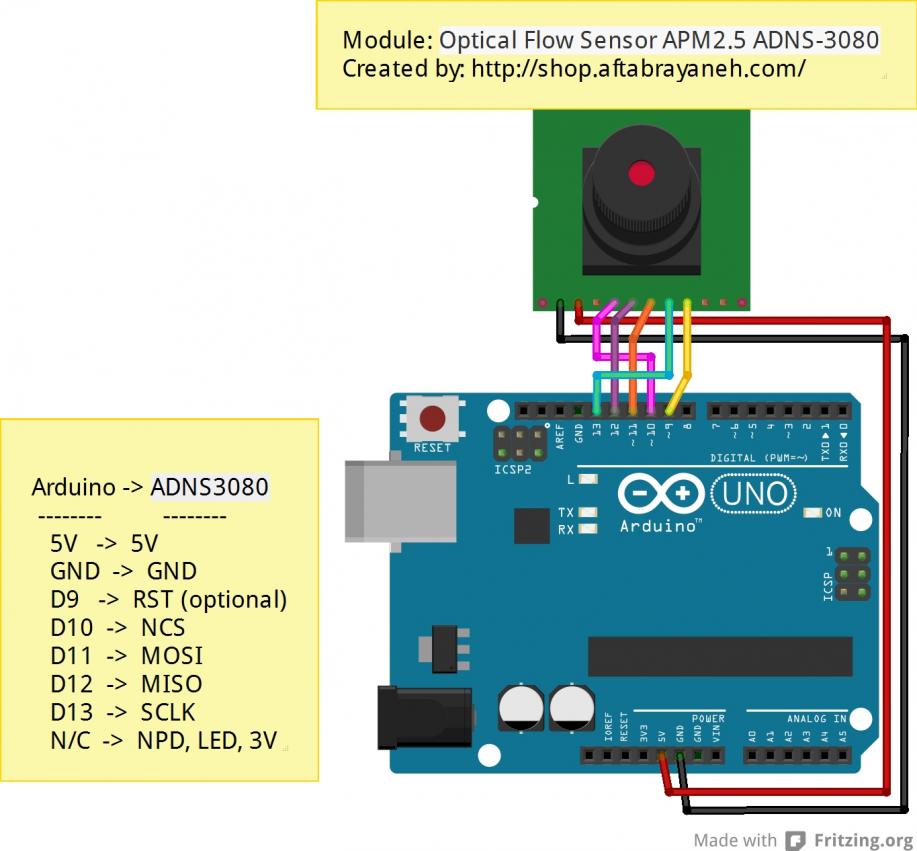 Module: Optical Flow Sensor APM2.5 ADNS-3080
Created by: http://shop.aftabrayaneh.com/
Arduino -> ADNS3080
-------- --------
5V -> 5V
GND -> GND
D9 -> RST (optional)
D10 -> NCS
D11 -> MOSI
D12 -> MISO
D13 -> SCLK
N/C -> NPD, LED, 3V
RESET
ICSP2
AREF
GND
13
12
~11
~10
~9
8
7
~6
~5
4
~3
2
TX0▶1
RX0◀0
DIGITAL (PWM=~)
L
TX
RX
UNO
Arduino™
ON
1
ICSP
POWER
ANALOG IN
IOREF
RESET
3V3
5V
GND
GND
VIN
A0
A1
A2
A3
A4
A5
Made with Fritzing.org